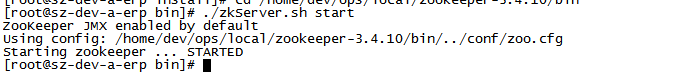 [root@sz-dev-a-erp install]# cd /home/dev/ops/local/zookeeper-3.4.10/bin
[root@sz-dev-a-erp bin]# ./zkServer.sh start
ZooKeeper JMX enabled by default
Using config: /home/dev/ops/local/zookeeper-3.4.10/bin/../conf/zoo.cfg
Starting zookeeper ... STARTED
[root@sz-dev-a-erp bin]#